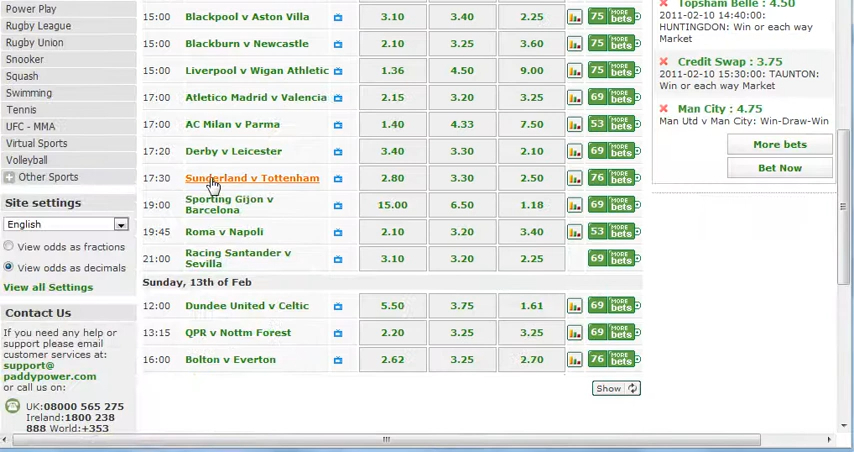 Power Play
Rugby League
Rugby Union
Snooker
Squash
Swimming
Tennis
UFC - MMA
Virtual Sports
Volleyball
Other Sports
Site settings
English
View odds as fractions
View odds as decimals
View all Settings
Contact Us
If you need any help or
support please email
customer services at:
support@
paddypower.com
or call us on:
UK:08000 565 275
Ireland:1800 238
888 World:+353
15:00 Blackpool v Aston Villa 3.10 3.40 2.25 75 MORE bets
15:00 Blackburn v Newcastle 2.10 3.25 3.60 75 MORE bets
15:00 Liverpool v Wigan Athletic 1.36 4.50 9.00 75 MORE bets
17:00 Atletico Madrid v Valencia 2.15 3.20 3.25 69 MORE bets
17:00 AC Milan v Parma 1.40 4.33 7.50 53 MORE bets
17:20 Derby v Leicester 3.40 3.30 2.10 69 MORE bets
17:30 Sunderland v Tottenham 2.80 3.30 2.50 76 MORE bets
19:00 Sporting Gijon v
Barcelona 15.00 6.50 1.18 69 MORE bets
19:45 Roma v Napoli 2.10 3.20 3.40 53 MORE bets
21:00 Racing Santander v
Sevilla 3.10 3.20 2.25 69 MORE bets
Sunday, 13th of Feb
12:00 Dundee United v Celtic 5.50 3.75 1.61 69 MORE bets
13:15 QPR v Nottm Forest 2.20 3.25 3.25 69 MORE bets
16:00 Bolton v Everton 2.62 3.25 2.70 76 MORE bets
Show
Topsham Belle : 4.50
2011-02-10 14:40:00:
HUNTINGDON: Win or each way
Market
Credit Swap : 3.75
2011-02-10 15:30:00: TAUNTON:
Win or each way Market
Man City : 4.75
Man Utd v Man City: Win-Draw-Win
More bets
Bet Now